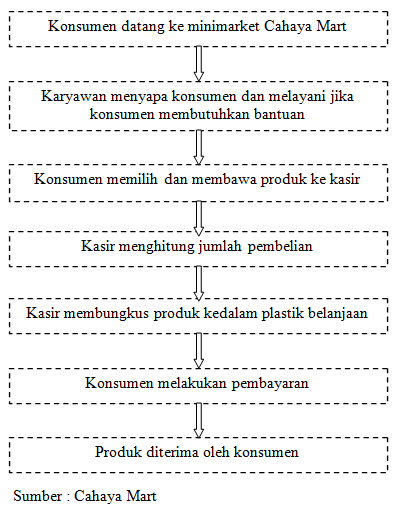 Konsumen datang ke minimarket Cahaya Mart
Karyawan menyapa konsumen dan melayani jika
konsumen membutuhkan bantuan
Konsumen memilih dan membawa produk ke kasir
Kasir menghitung jumlah pembelian
Kasir membungkus produk kedalam plastik belanjaan
Konsumen melakukan pembayaran
Produk diterima oleh konsumen
Sumber : Cahaya Mart